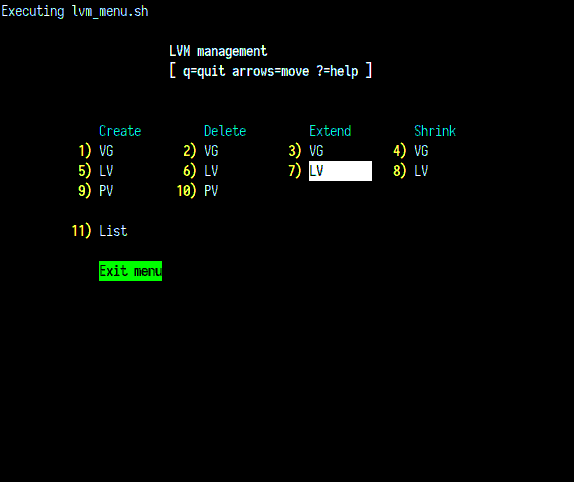 Executing lvm_menu.sh
LVM management
[ q=quit arrows=move ?=help ]
Create Delete Extend Shrink
1) VG 2) VG 3) VG 4) VG
5) LV 6) LV 7) LV 8) LV
9) PV 10) PV
11) List
Exit menu